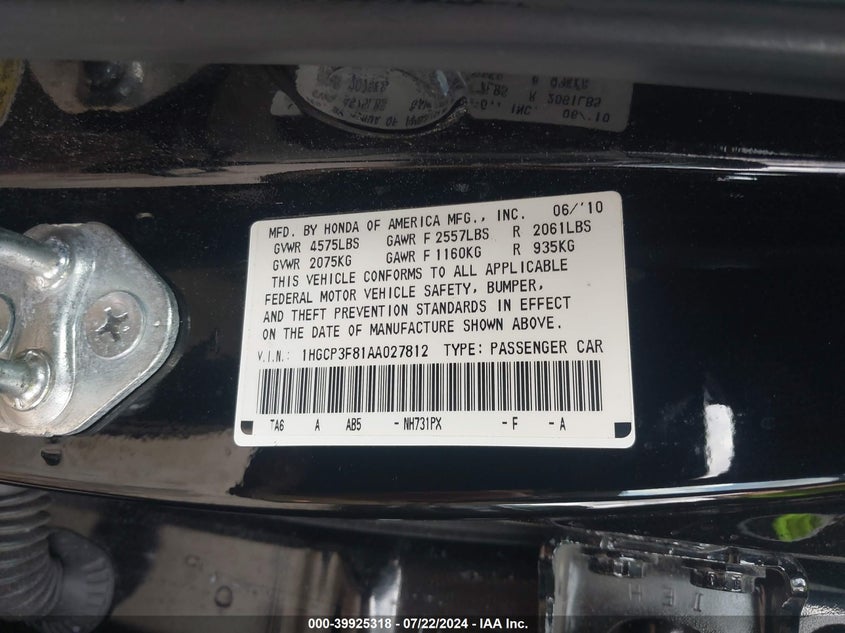 MFD. BY HONDA OF AMERICA MFG., INC. 06/'10
GVWR 4575LBS GAWR F 2557LBS R 2061LBS
GVWR 2075KG GAWR F 1160KG R 935KG
THIS VEHICLE CONFORMS TO ALL APPLICABLE
FEDERAL MOTOR VEHICLE SAFETY, BUMPER,
AND THEFT PREVENTION STANDARDS IN EFFECT
ON THE DATE OF MANUFACTURE SHOWN ABOVE.
V.I.N.: 1HGCP3F81AA027812 TYPE: PASSENGER CAR
TA6 A AB5 - NH731PX - F - A
000-39925318 - 07/22/2024 - IAA Inc.